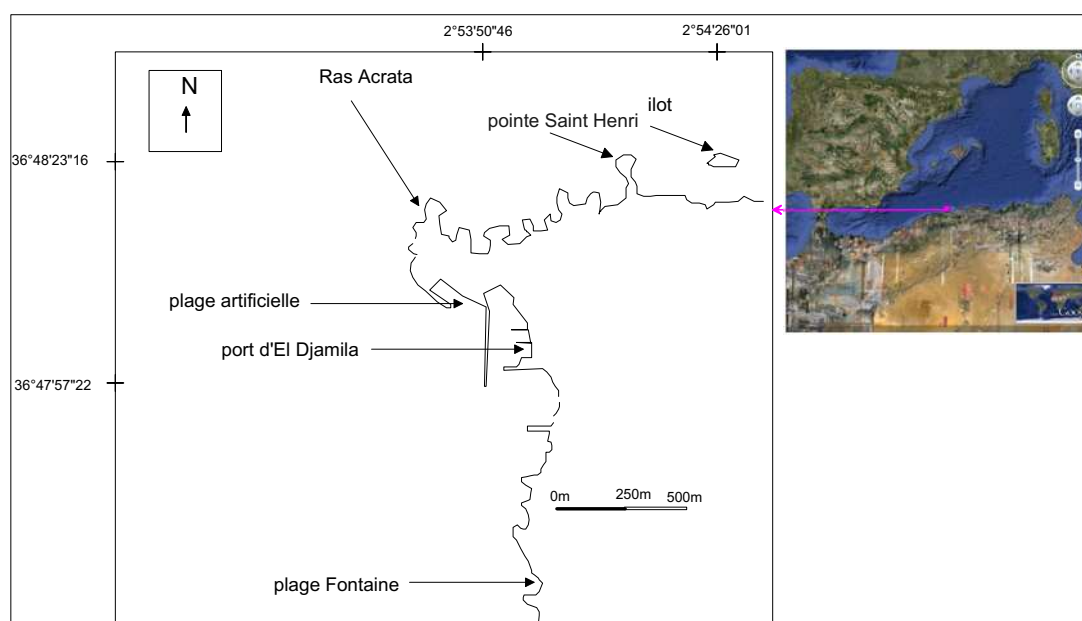 2°53'50"46
2°54'26"01
N
Ras Acrata
ilot
pointe Saint Henri
36°48'23"16
plage artificielle
port d'El Djamila
36°47'57"22
0m
250m
500m
plage Fontaine